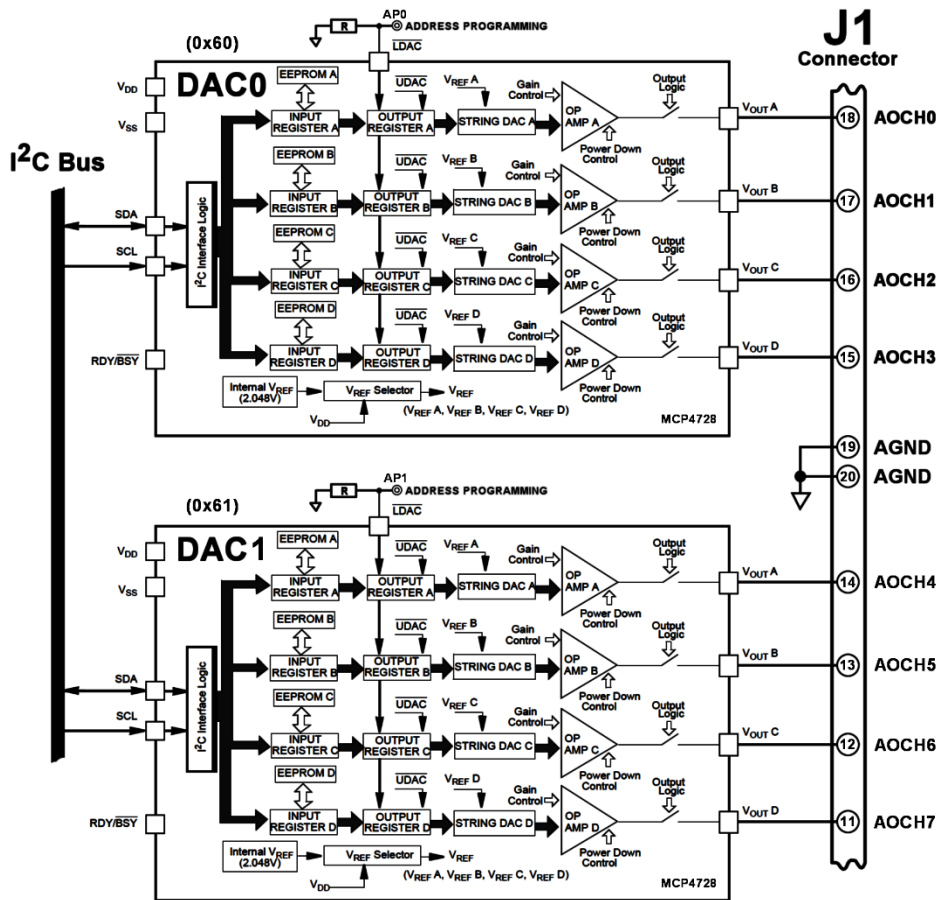 AP0
R
ADDRESS PROGRAMMING
LDAC
J1
Connector
I²C Bus
(0x60)
DAC0
VDD
VSS
SDA
SCL
RDY/BSY
I²C Interface Logic
EEPROM A
INPUT
REGISTER A
UDAC
OUTPUT
REGISTER A
VREF A
STRING DAC A
Gain
Control
OP
AMP A
Power Down
Control
Output
Logic
VOUT A
18
AOCH0
EEPROM B
INPUT
REGISTER B
UDAC
OUTPUT
REGISTER B
VREF B
STRING DAC B
Gain
Control
OP
AMP B
Power Down
Control
Output
Logic
VOUT B
17
AOCH1
EEPROM C
INPUT
REGISTER C
UDAC
OUTPUT
REGISTER C
VREF C
STRING DAC C
Gain
Control
OP
AMP C
Power Down
Control
Output
Logic
VOUT C
16
AOCH2
EEPROM D
INPUT
REGISTER D
UDAC
OUTPUT
REGISTER D
VREF D
STRING DAC D
Gain
Control
OP
AMP D
Power Down
Control
Output
Logic
VOUT D
15
AOCH3
Internal VREF
(2.048V)
VREF Selector
VREF
VDD
(VREF A, VREF B, VREF C, VREF D)
MCP4728
19
AGND
20
AGND
AP1
R
ADDRESS PROGRAMMING
LDAC
(0x61)
DAC1
VDD
VSS
SDA
SCL
RDY/BSY
I²C Interface Logic
EEPROM A
INPUT
REGISTER A
UDAC
OUTPUT
REGISTER A
VREF A
STRING DAC A
Gain
Control
OP
AMP A
Power Down
Control
Output
Logic
VOUT A
14
AOCH4
EEPROM B
INPUT
REGISTER B
UDAC
OUTPUT
REGISTER B
VREF B
STRING DAC B
Gain
Control
OP
AMP B
Power Down
Control
Output
Logic
VOUT B
13
AOCH5
EEPROM C
INPUT
REGISTER C
UDAC
OUTPUT
REGISTER C
VREF C
STRING DAC C
Gain
Control
OP
AMP C
Power Down
Control
Output
Logic
VOUT C
12
AOCH6
EEPROM D
INPUT
REGISTER D
UDAC
OUTPUT
REGISTER D
VREF D
STRING DAC D
Gain
Control
OP
AMP D
Power Down
Control
Output
Logic
VOUT D
11
AOCH7
Internal VREF
(2.048V)
VREF Selector
VREF
VDD
(VREF A, VREF B, VREF C, VREF D)
MCP4728